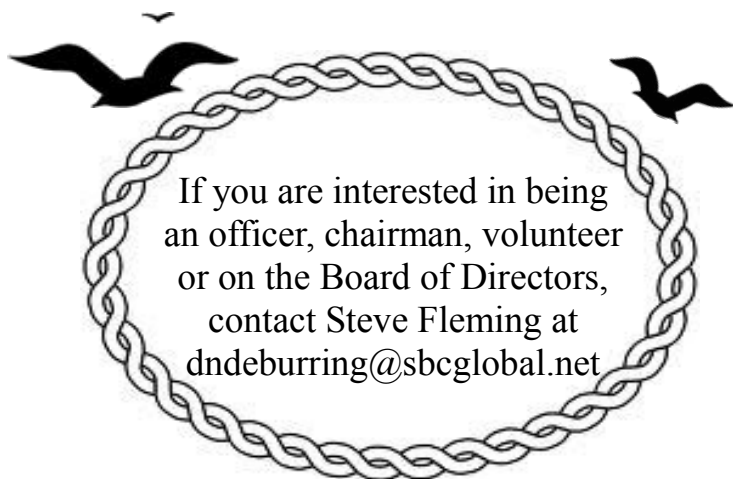 If you are interested in being
an officer, chairman, volunteer
or on the Board of Directors,
contact Steve Fleming at
dndeburring@sbcglobal.net